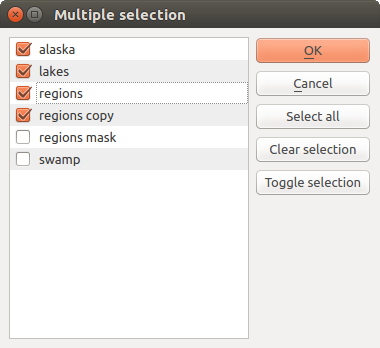 Multiple selection
alaska
lakes
regions
regions copy
regions mask
swamp
OK
Cancel
Select all
Clear selection
Toggle selection